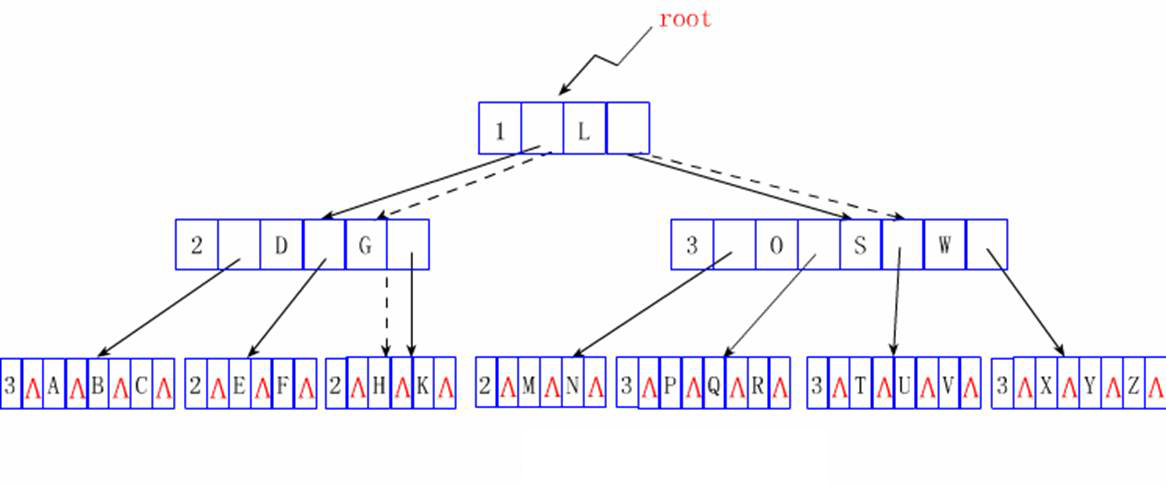 root
1 L
2 D G
3 O S W
3 Λ A Λ B Λ C Λ
2 Λ E Λ F Λ
2 Λ H Λ K Λ
2 Λ M Λ N Λ
3 Λ P Λ Q Λ R Λ
3 Λ T Λ U Λ V Λ
3 Λ X Λ Y Λ Z Λ